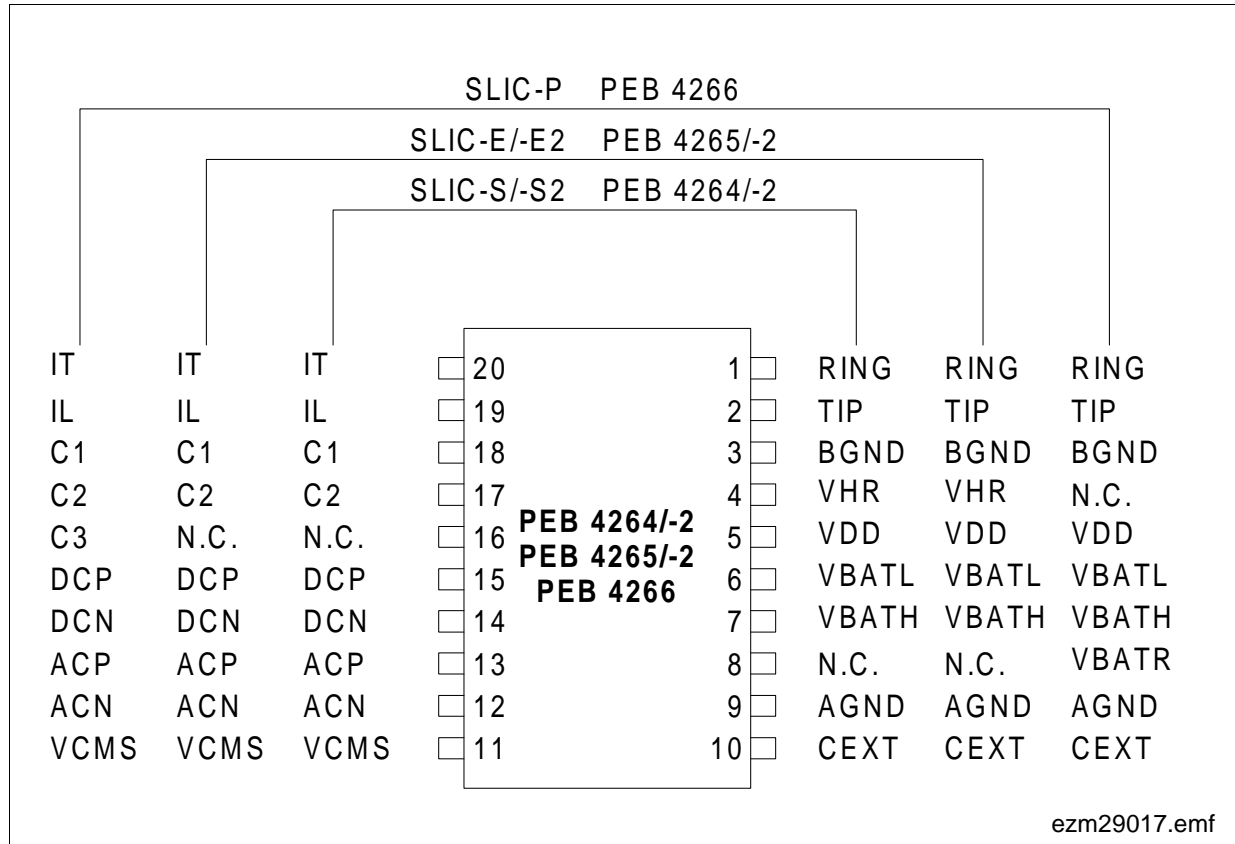 SLIC-P PEB 4266
SLIC-E/-E2 PEB 4265/-2
SLIC-S/-S2 PEB 4264/-2
IT IT IT 20 1 RING RING RING
IL IL IL 19 2 TIP TIP TIP
C1 C1 C1 18 3 BGND BGND BGND
C2 C2 C2 17 4 VHR VHR N.C.
PEB 4264/-2
C3 N.C. N.C. 16 5 VDD VDD VDD
PEB 4265/-2
DCP DCP DCP 15 6 VBATL VBATL VBATL
PEB 4266
DCN DCN DCN 14 7 VBATH VBATH VBATH
ACP ACP ACP 13 8 N.C. N.C. VBATR
ACN ACN ACN 12 9 AGND AGND AGND
VCMS VCMS VCMS 11 10 CEXT CEXT CEXT
ezm29017.emf